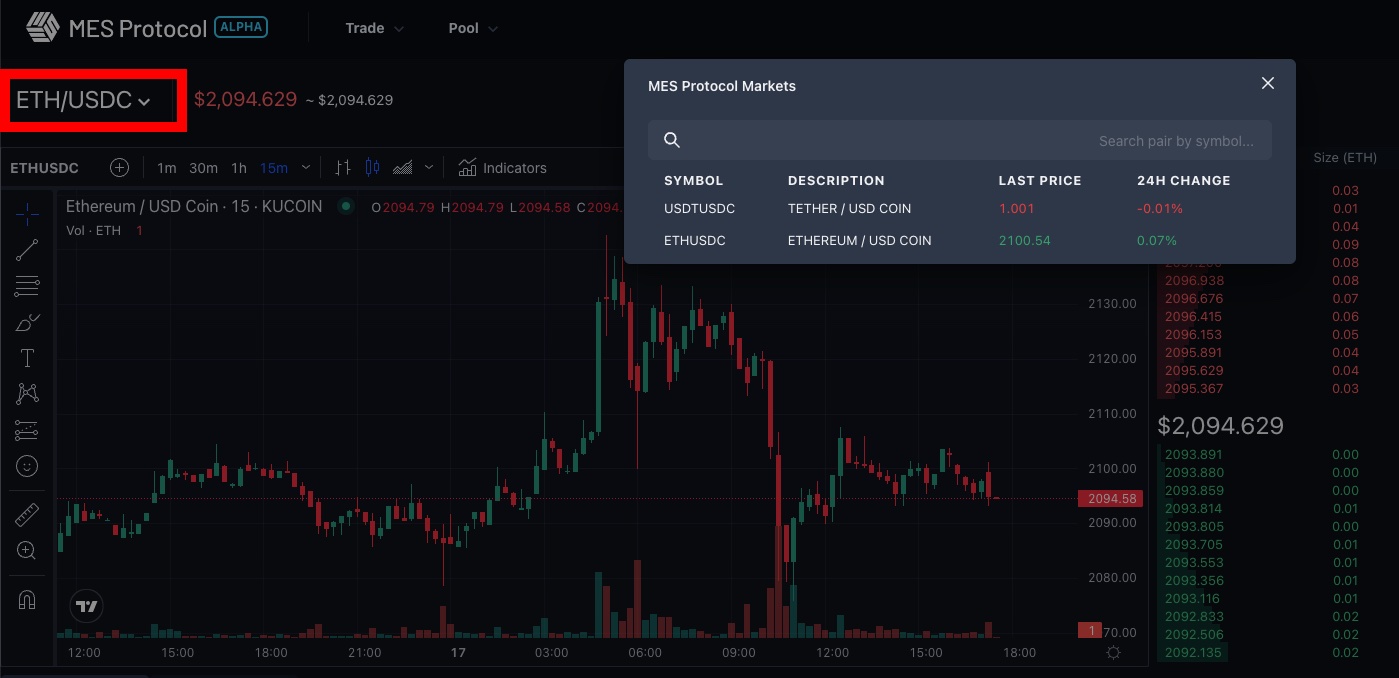 MES Protocol ALPHA Trade Pool
ETH/USDC $2,094.629 ~ $2,094.629
MES Protocol Markets
Search pair by symbol...
SYMBOL DESCRIPTION LAST PRICE 24H CHANGE
USDTUSDC TETHER / USD COIN 1.001 -0.01%
ETHUSDC ETHEREUM / USD COIN 2100.54 0.07%
ETHUSDC 1m 30m 1h 15m Indicators
Ethereum / USD Coin · 15 · KUCOIN O2094.79 H2094.79 L2094.58 C2094.
Vol · ETH 1
2130.00
2120.00
2110.00
2100.00
2094.58
2090.00
2080.00
1 70.00
12:00 15:00 18:00 21:00 17 03:00 06:00 09:00 12:00 15:00 18:00
Size (ETH)
0.03
0.01
0.04
0.09
0.08
2096.938 0.08
2096.676 0.07
2096.415 0.06
2096.153 0.05
2095.891 0.04
2095.629 0.04
2095.367 0.03
$2,094.629
2093.891 0.00
2093.880 0.00
2093.859 0.00
2093.814 0.01
2093.805 0.00
2093.705 0.01
2093.553 0.01
2093.356 0.01
2093.116 0.01
2092.833 0.02
2092.506 0.02
2092.135 0.02